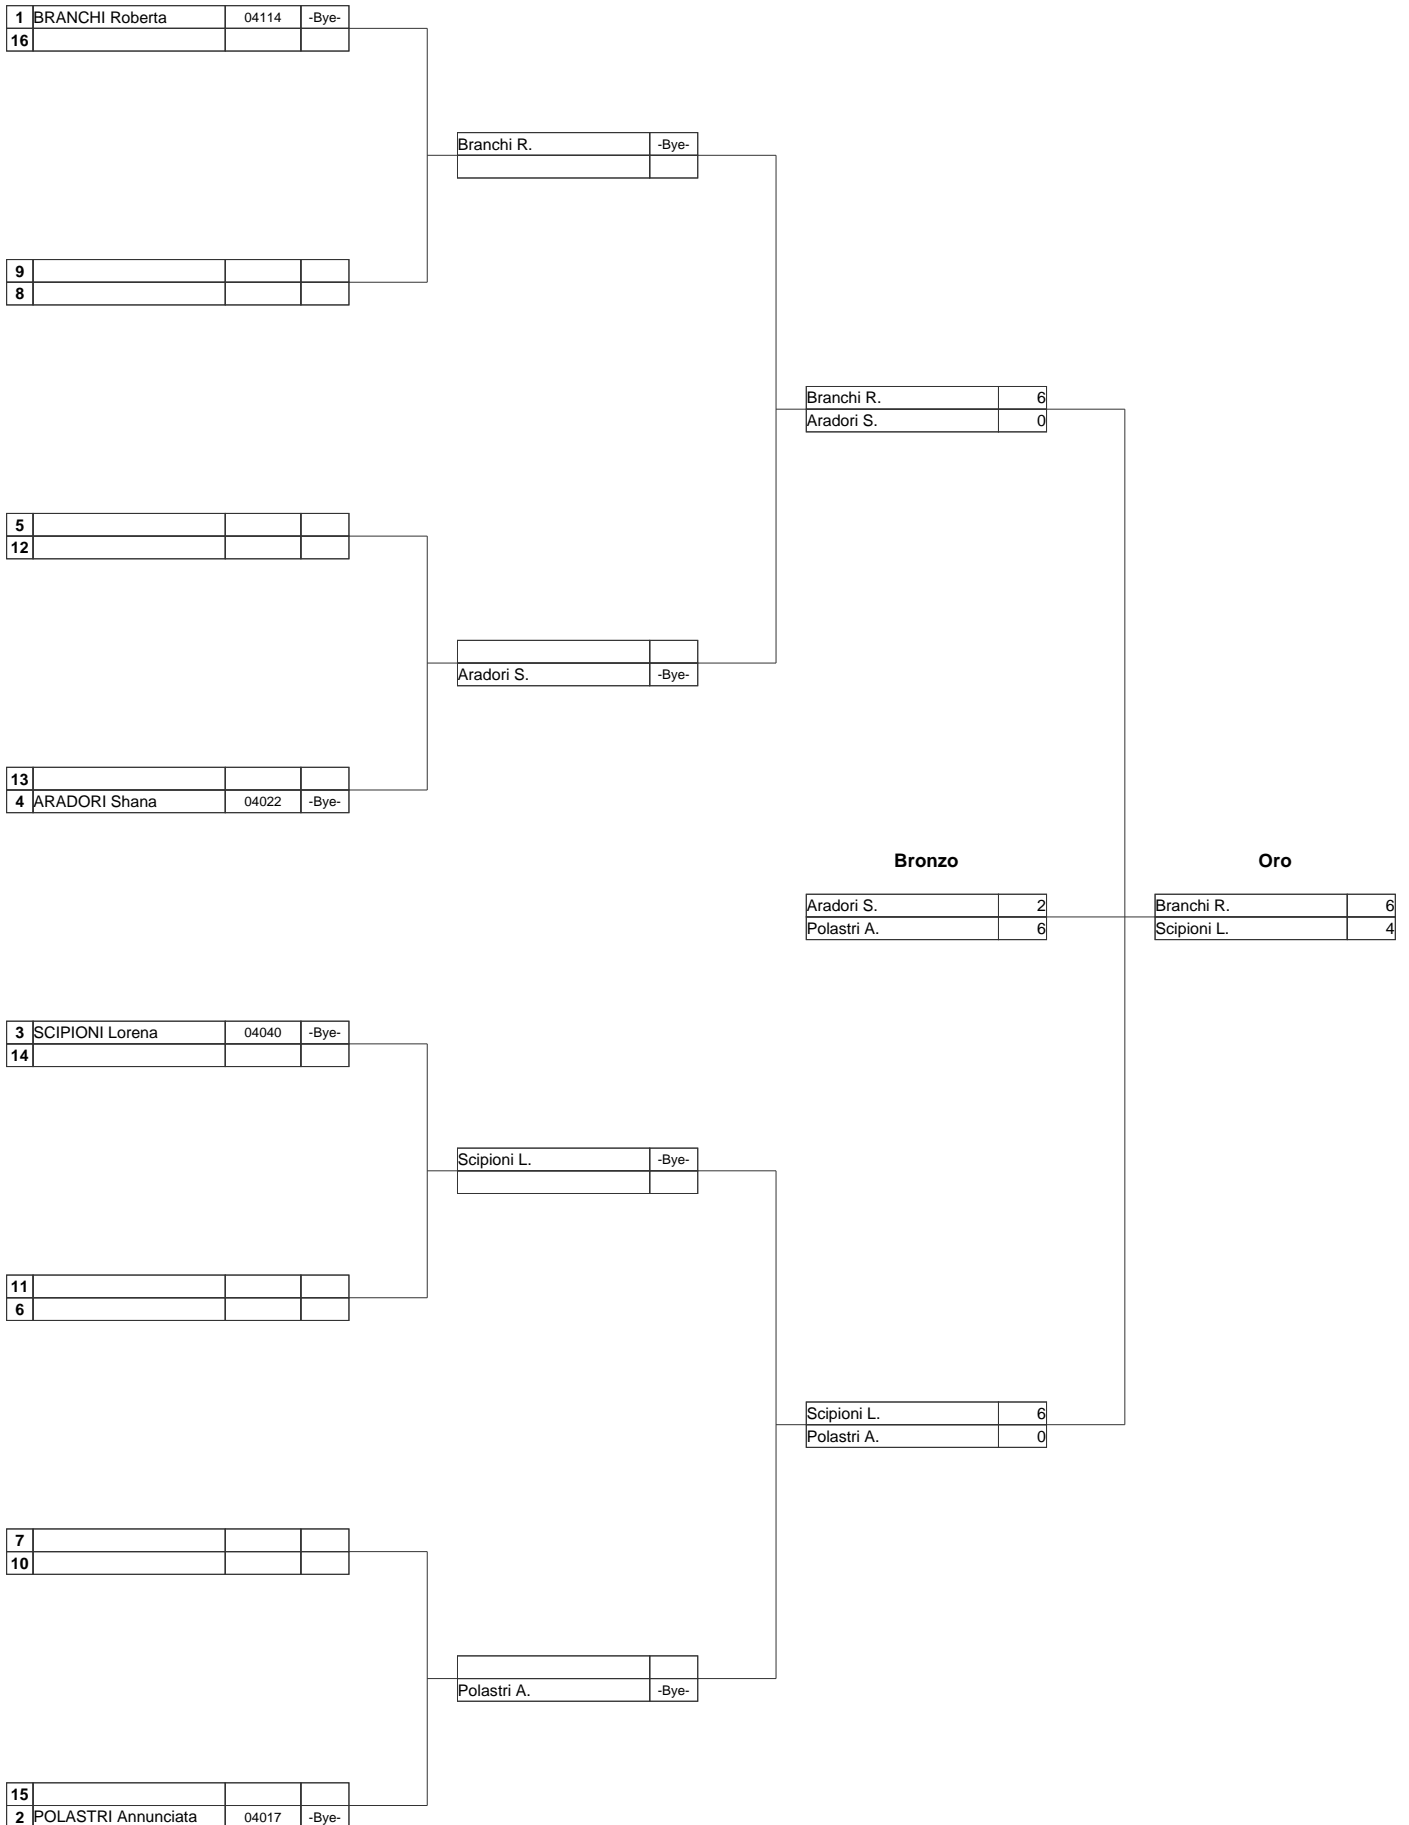 1 BRANCHI Roberta 04114 -Bye-
16
Branchi R. -Bye-
9
8
Branchi R. 6
Aradori S. 0
5
12
Aradori S. -Bye-
13
4 ARADORI Shana 04022 -Bye-
Bronzo Oro
Aradori S. 2 Branchi R. 6
Polastri A. 6 Scipioni L. 4
3 SCIPIONI Lorena 04040 -Bye-
14
Scipioni L. -Bye-
11
6
Scipioni L. 6
Polastri A. 0
7
10
Polastri A. -Bye-
15
2 POLASTRI Annunciata 04017 -Bye-